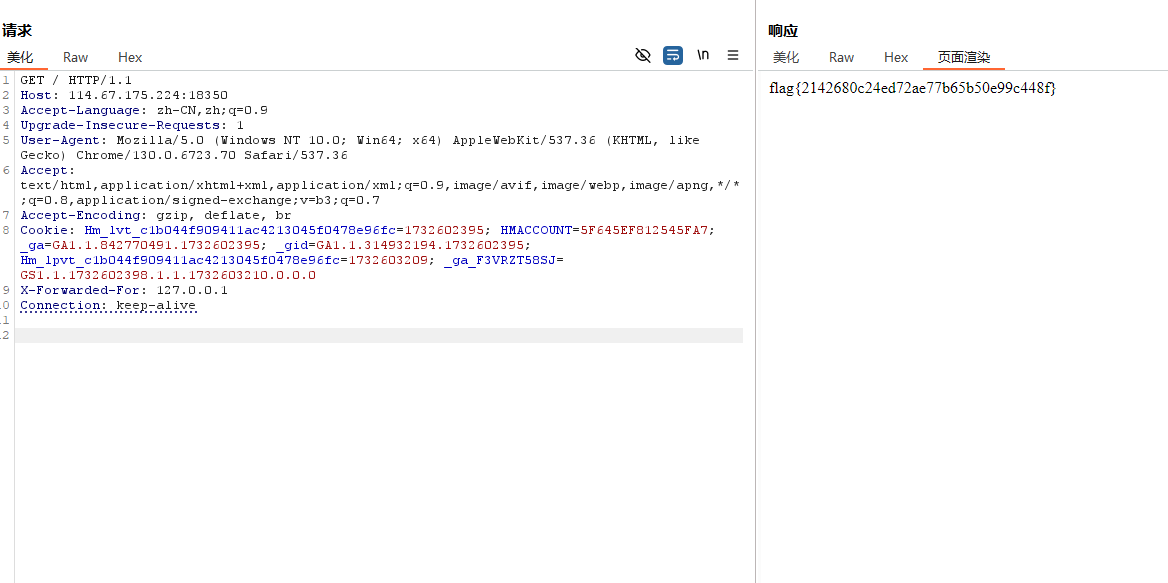 请求
美化 Raw Hex
\n
1 GET / HTTP/1.1
2 Host: 114.67.175.224:18350
3 Accept-Language: zh-CN,zh;q=0.9
4 Upgrade-Insecure-Requests: 1
5 User-Agent: Mozilla/5.0 (Windows NT 10.0; Win64; x64) AppleWebKit/537.36 (KHTML, like
Gecko) Chrome/130.0.6723.70 Safari/537.36
6 Accept:
text/html,application/xhtml+xml,application/xml;q=0.9,image/avif,image/webp,image/apng,*/*
;q=0.8,application/signed-exchange;v=b3;q=0.7
7 Accept-Encoding: gzip, deflate, br
8 Cookie: Hm_lvt_c1b044f909411ac4213045f0478e96fc=1732602395; HMACCOUNT=5F645EF812545FA7;
_ga=GA1.1.842770491.1732602395; _gid=GA1.1.314932194.1732602395;
Hm_lpvt_c1b044f909411ac4213045f0478e96fc=1732603209; _ga_F3VRZT58SJ=
GS1.1.1732602398.1.1.1732603210.0.0.0
9 X-Forwarded-For: 127.0.0.1
0 Connection: keep-alive
1
2
响应
美化 Raw Hex 页面渲染
flag{2142680c24ed72ae77b65b50e99c448f}